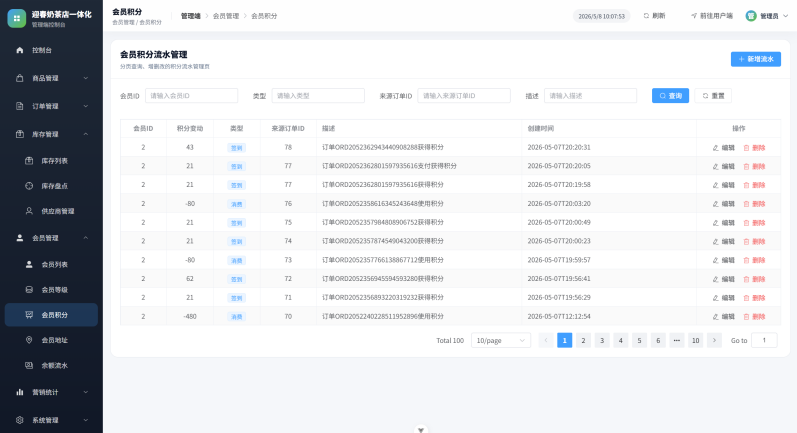 迎春奶茶店一体化
管理端控制台
控制台
商品管理
订单管理
库存管理
库存列表
库存盘点
供应商管理
会员管理
会员列表
会员等级
会员积分
会员地址
余额流水
营销统计
系统管理
会员积分
会员管理 / 会员积分
管理端 > 会员管理 > 会员积分
2026/5/8 10:07:53
刷新
前往用户端
管理员
会员积分流水管理
+ 新增流水
会员ID 请输入会员ID 类型 请输入类型 来源订单ID 请输入来源订单ID 描述 请输入描述 查询 重置
会员ID 积分变动 类型 来源订单ID 描述 创建时间 操作
2 43 签到 78 订单ORD2052362943440908288获得积分 2026-05-07T20:20:31 编辑 删除
2 21 签到 77 订单ORD2052362801597935616支付获得积分 2026-05-07T20:20:05 编辑 删除
2 21 签到 77 订单ORD2052362801597935616获得积分 2026-05-07T20:19:58 编辑 删除
2 -80 消费 76 订单ORD2052358616345243648使用积分 2026-05-07T20:03:20 编辑 删除
2 21 签到 75 订单ORD2052357984808906752获得积分 2026-05-07T20:00:49 编辑 删除
2 21 签到 74 订单ORD2052357874549043200获得积分 2026-05-07T20:00:23 编辑 删除
2 -80 消费 73 订单ORD2052357766138867712使用积分 2026-05-07T19:59:57 编辑 删除
2 62 签到 72 订单ORD2052356945594593280获得积分 2026-05-07T19:56:41 编辑 删除
2 21 签到 71 订单ORD2052356893220319232获得积分 2026-05-07T19:56:29 编辑 删除
2 -480 消费 70 订单ORD2052240228511952896使用积分 2026-05-07T12:12:54 编辑 删除
Total 100 10/page 1 2 3 4 5 6 ••• 10 Go to 1